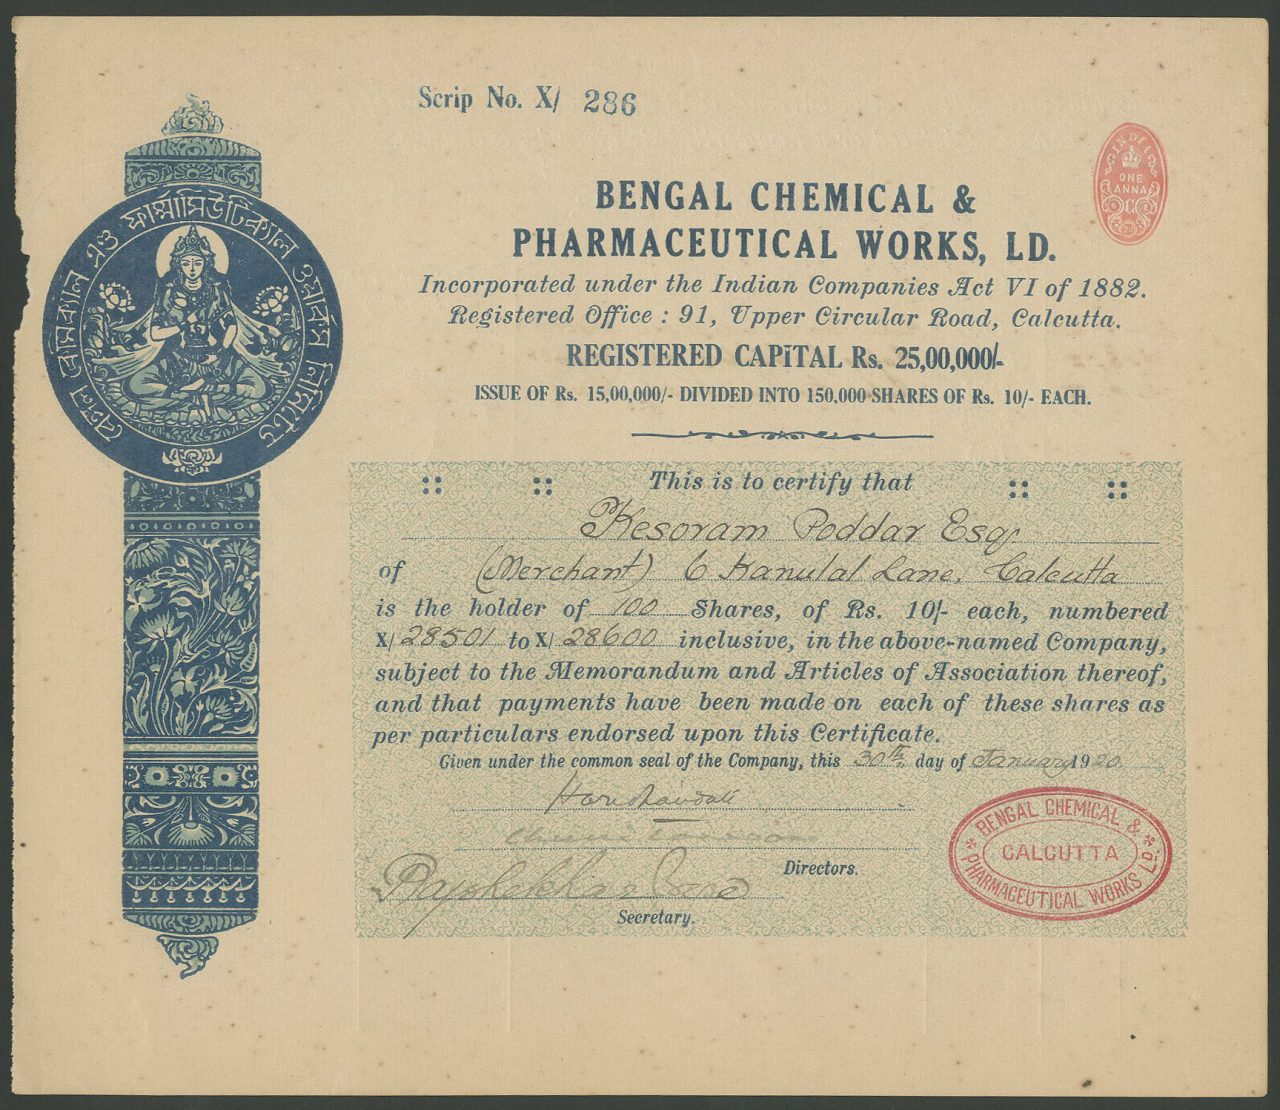 Scrip No. X/ 286
INDIA
ONE
ANNA
BENGAL CHEMICAL &
PHARMACEUTICAL WORKS, LD.
Incorporated under the Indian Companies Act VI of 1882.
Registered Office : 91, Upper Circular Road, Calcutta.
REGISTERED CAPITAL Rs. 25,00,000/-
ISSUE OF Rs. 15,00,000/- DIVIDED INTO 150,000 SHARES OF Rs. 10/- EACH.
বেঙ্গল কেমিক্যাল এণ্ড ফার্ম্মাসিউটিক্যাল ওয়ার্কস লিমিটেড
This is to certify that
Kesoram Poddar Esqr
of (Merchant) 6 Kanulal Lane. Calcutta
is the holder of 100 Shares, of Rs. 10/- each, numbered
X/ 28501 to X/ 28600 inclusive, in the above-named Company,
subject to the Memorandum and Articles of Association thereof,
and that payments have been made on each of these shares as
per particulars endorsed upon this Certificate.
Given under the common seal of the Company, this 30th day of January 1920.
Directors.
Secretary.
BENGAL CHEMICAL &
CALCUTTA
PHARMACEUTICAL WORKS LD.